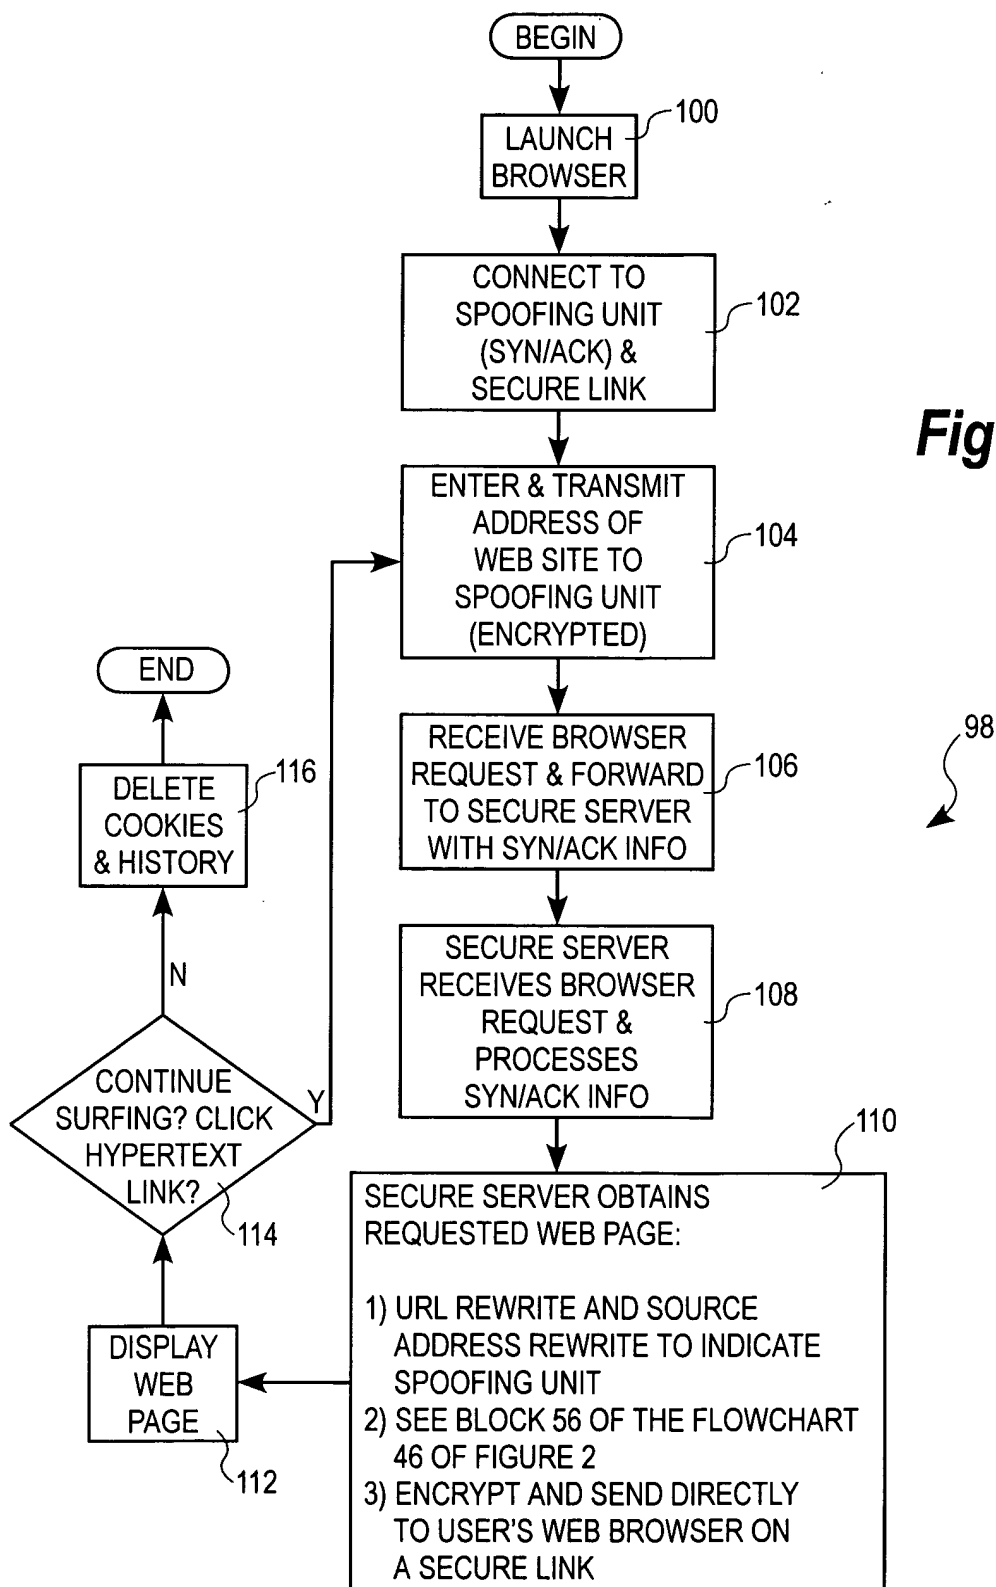 BEGIN
100
LAUNCH
BROWSER
CONNECT TO
SPOOFING UNIT
(SYN/ACK) &
SECURE LINK
102
Fig
ENTER & TRANSMIT
ADDRESS OF
WEB SITE TO
SPOOFING UNIT
(ENCRYPTED)
104
RECEIVE BROWSER
REQUEST & FORWARD
TO SECURE SERVER
WITH SYN/ACK INFO
106
98
SECURE SERVER
RECEIVES BROWSER
REQUEST &
PROCESSES
SYN/ACK INFO
108
110
SECURE SERVER OBTAINS
REQUESTED WEB PAGE:
1) URL REWRITE AND SOURCE
ADDRESS REWRITE TO INDICATE
SPOOFING UNIT
2) SEE BLOCK 56 OF THE FLOWCHART
46 OF FIGURE 2
3) ENCRYPT AND SEND DIRECTLY
TO USER'S WEB BROWSER ON
A SECURE LINK
DISPLAY
WEB
PAGE
112
CONTINUE
SURFING? CLICK
HYPERTEXT
LINK?
114
Y
N
DELETE
COOKIES
& HISTORY
116
END